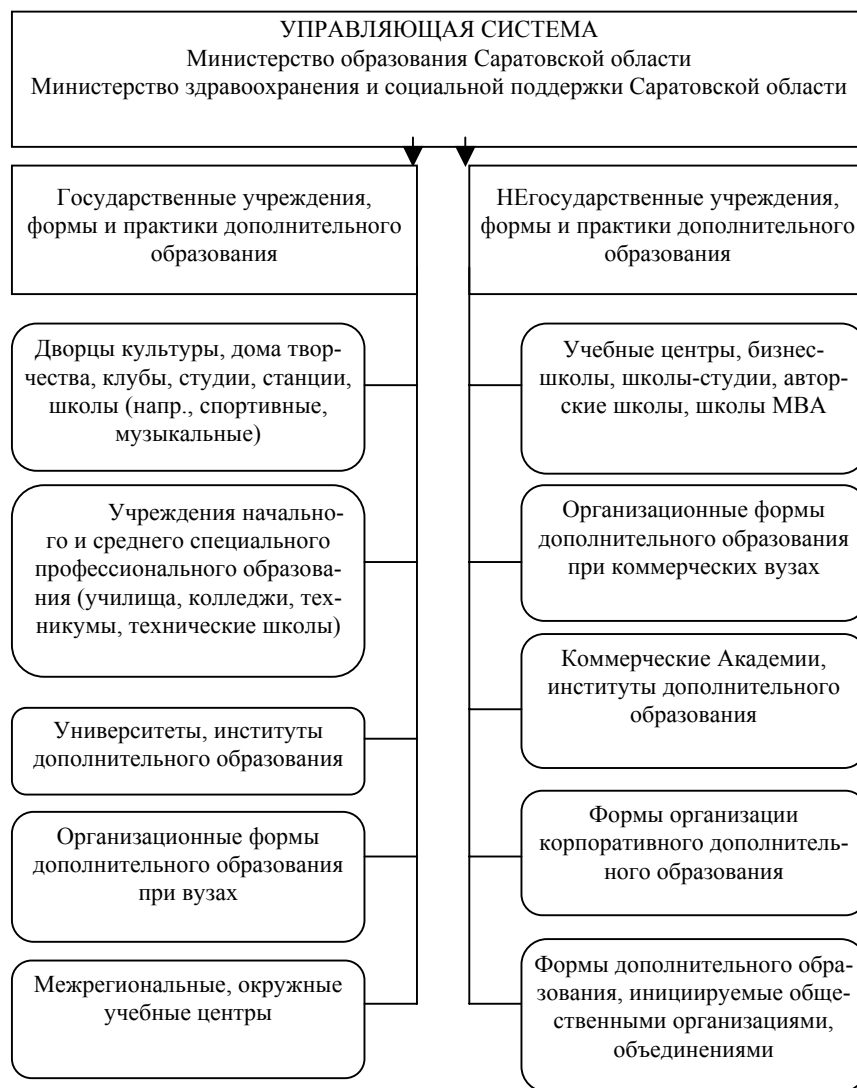 УПРАВЛЯЮЩАЯ СИСТЕМА
Министерство образования Саратовской области
Министерство здравоохранения и социальной поддержки Саратовской области
Государственные учреждения,
формы и практики дополнительного
образования
НЕгосударственные учреждения,
формы и практики дополнительного
образования
Дворцы культуры, дома твор-
чества, клубы, студии, станции,
школы (напр., спортивные,
музыкальные)
Учреждения начально-
го и среднего специального
профессионального образова-
ния (училища, колледжи, тех-
никумы, технические школы)
Университеты, институты
дополнительного образования
Организационные формы
дополнительного образования
при вузах
Межрегиональные, окружные
учебные центры
Учебные центры, бизнес-
школы, школы-студии, автор-
ские школы, школы МВА
Организационные формы
дополнительного образования
при коммерческих вузах
Коммерческие Академии,
институты дополнительного
образования
Формы организации
корпоративного дополнитель-
ного образования
Формы дополнительного обра-
зования, инициируемые обще-
ственными организациями,
объединениями